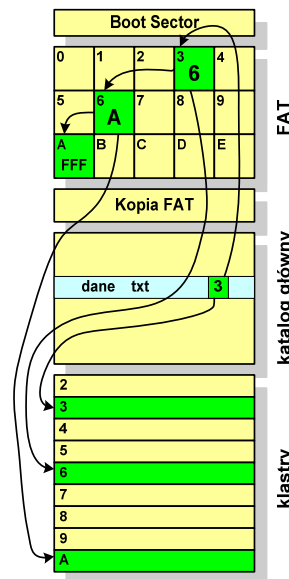 Boot Sector
0 1 2 3 4
6
5 6 7 8 9
A
A B C D E
FFF
FAT
Kopia FAT
dane txt 3
katalog główny
2
3
4
5
6
7
8
9
A
klastry